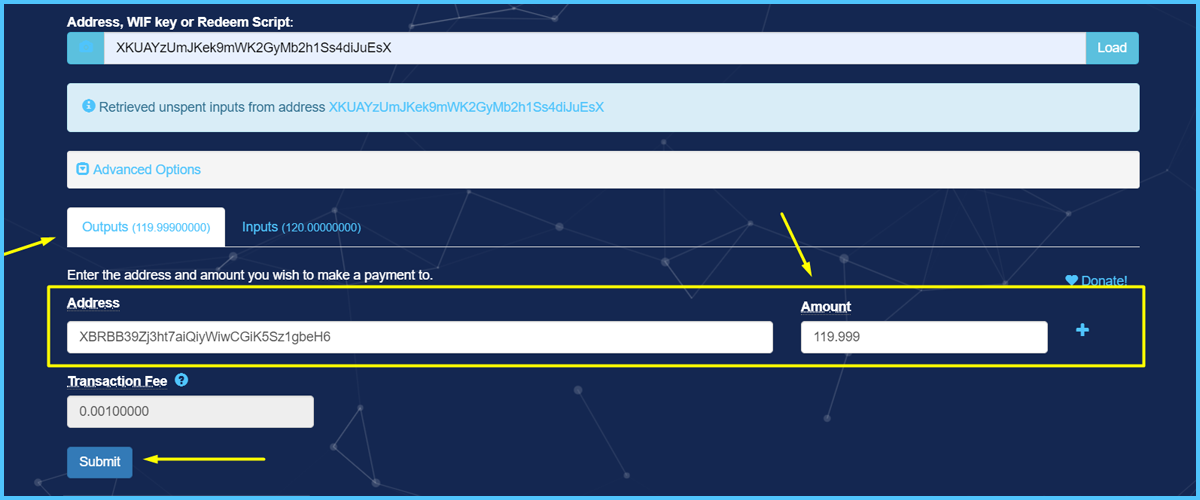 Address, WIF key or Redeem Script:
XKUAYzUmJKek9mWK2GyMb2h1Ss4diJuEsX
Load
Retrieved unspent inputs from address XKUAYzUmJKek9mWK2GyMb2h1Ss4diJuEsX
Advanced Options
Outputs (119.99900000) Inputs (120.00000000)
Enter the address and amount you wish to make a payment to.
Donate!
Address Amount
XBRBB39Zj3ht7aiQiyWiwCGiK5Sz1gbeH6 119.999
Transaction Fee
0.00100000
Submit